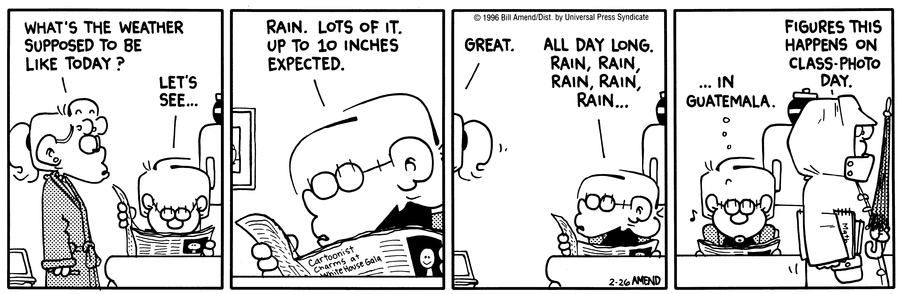 WHAT'S THE WEATHER
SUPPOSED TO BE
LIKE TODAY?
LET'S
SEE...
RAIN. LOTS OF IT.
UP TO 10 INCHES
EXPECTED.
Cartoonist
Charms at
White House Gala
© 1996 Bill Amend/Dist. by Universal Press Syndicate
GREAT.
ALL DAY LONG.
RAIN, RAIN,
RAIN, RAIN,
RAIN...
2-26 AMEND
FIGURES THIS
HAPPENS ON
CLASS-PHOTO
DAY.
... IN
GUATEMALA.
Math